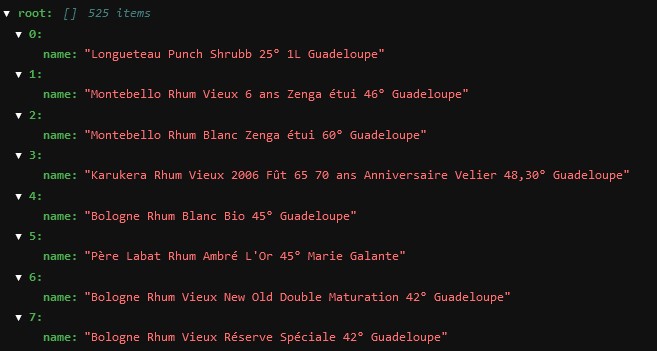 ▼ root: [] 525 items
▼ 0:
name: "Longueteau Punch Shrubb 25° 1L Guadeloupe"
▼ 1:
name: "Montebello Rhum Vieux 6 ans Zenga étui 46° Guadeloupe"
▼ 2:
name: "Montebello Rhum Blanc Zenga étui 60° Guadeloupe"
▼ 3:
name: "Karukera Rhum Vieux 2006 Fût 65 70 ans Anniversaire Velier 48,30° Guadeloupe"
▼ 4:
name: "Bologne Rhum Blanc Bio 45° Guadeloupe"
▼ 5:
name: "Père Labat Rhum Ambré L'Or 45° Marie Galante"
▼ 6:
name: "Bologne Rhum Vieux New Old Double Maturation 42° Guadeloupe"
▼ 7:
name: "Bologne Rhum Vieux Réserve Spéciale 42° Guadeloupe"